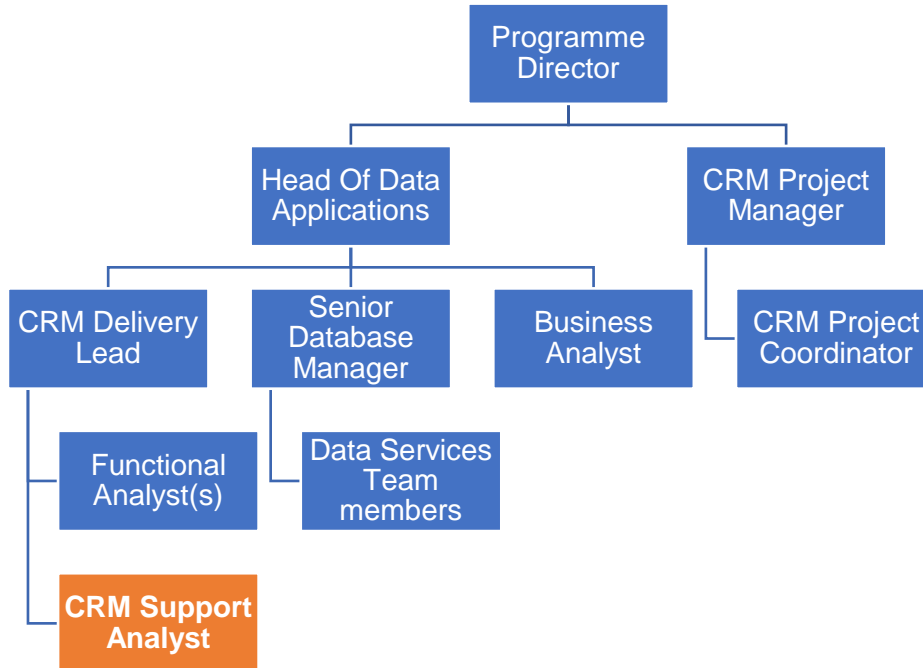 Programme
Director
Head Of Data
Applications
CRM Project
Manager
CRM Delivery
Lead
Senior
Database
Manager
Business
Analyst
CRM Project
Coordinator
Functional
Analyst(s)
Data Services
Team
members
CRM Support
Analyst